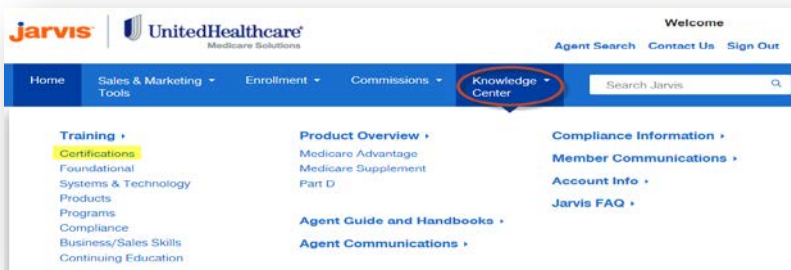 jarvis UnitedHealthcare®
Medicare Solutions
Welcome
Agent Search Contact Us Sign Out
Home Sales & Marketing Tools Enrollment Commissions Knowledge Center Search Jarvis
Training
Certifications
Foundational
Systems & Technology
Products
Programs
Compliance
Business/Sales Skills
Continuing Education
Product Overview
Medicare Advantage
Medicare Supplement
Part D
Agent Guide and Handbooks
Agent Communications
Compliance Information
Member Communications
Account Info
Jarvis FAQ